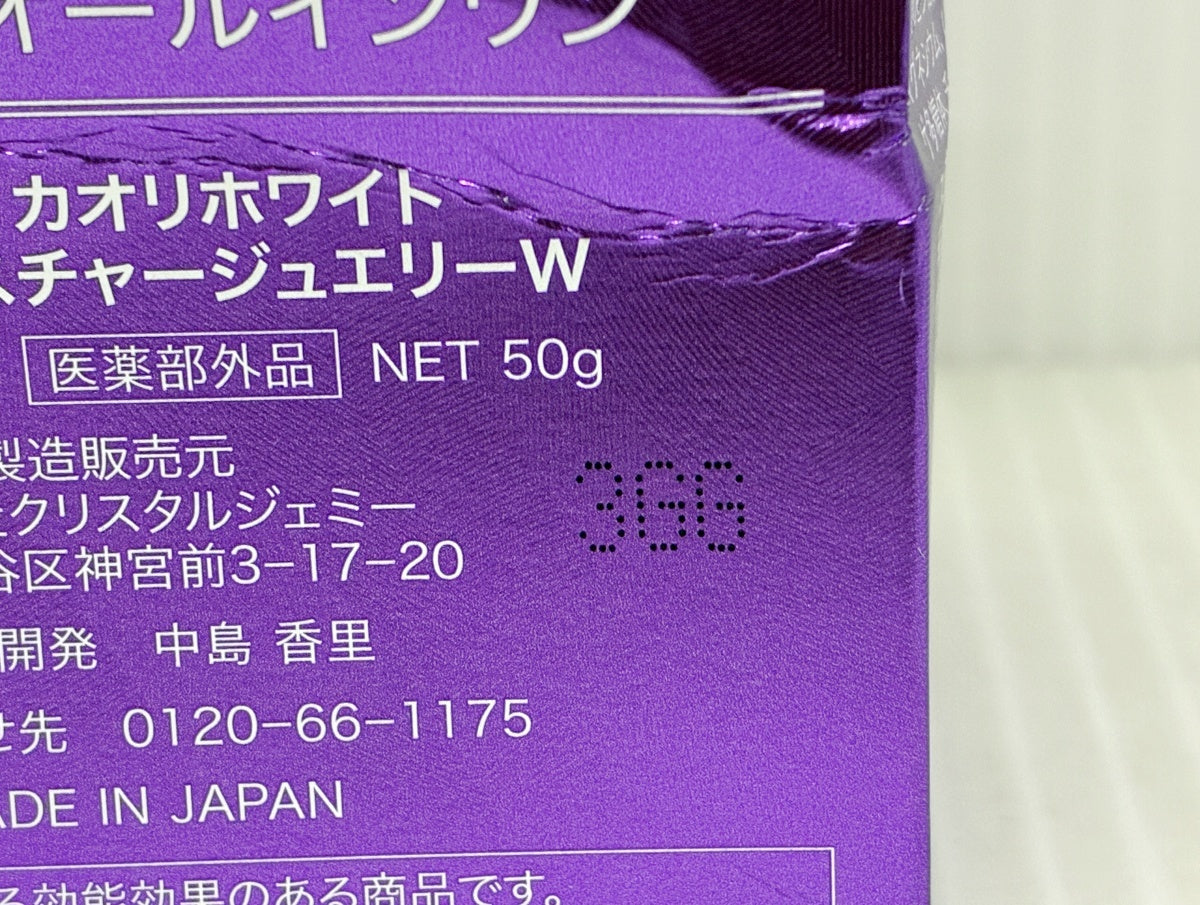 オールインワン
カオリホワイト
スチャージュエリーW
医薬部外品 NET 50g
製造販売元
クリスタルジェミー
谷区神宮前3-17-20
3GG
開発 中島 香里
せ先 0120-66-1175
ADE IN JAPAN
る効能効果のある商品です。